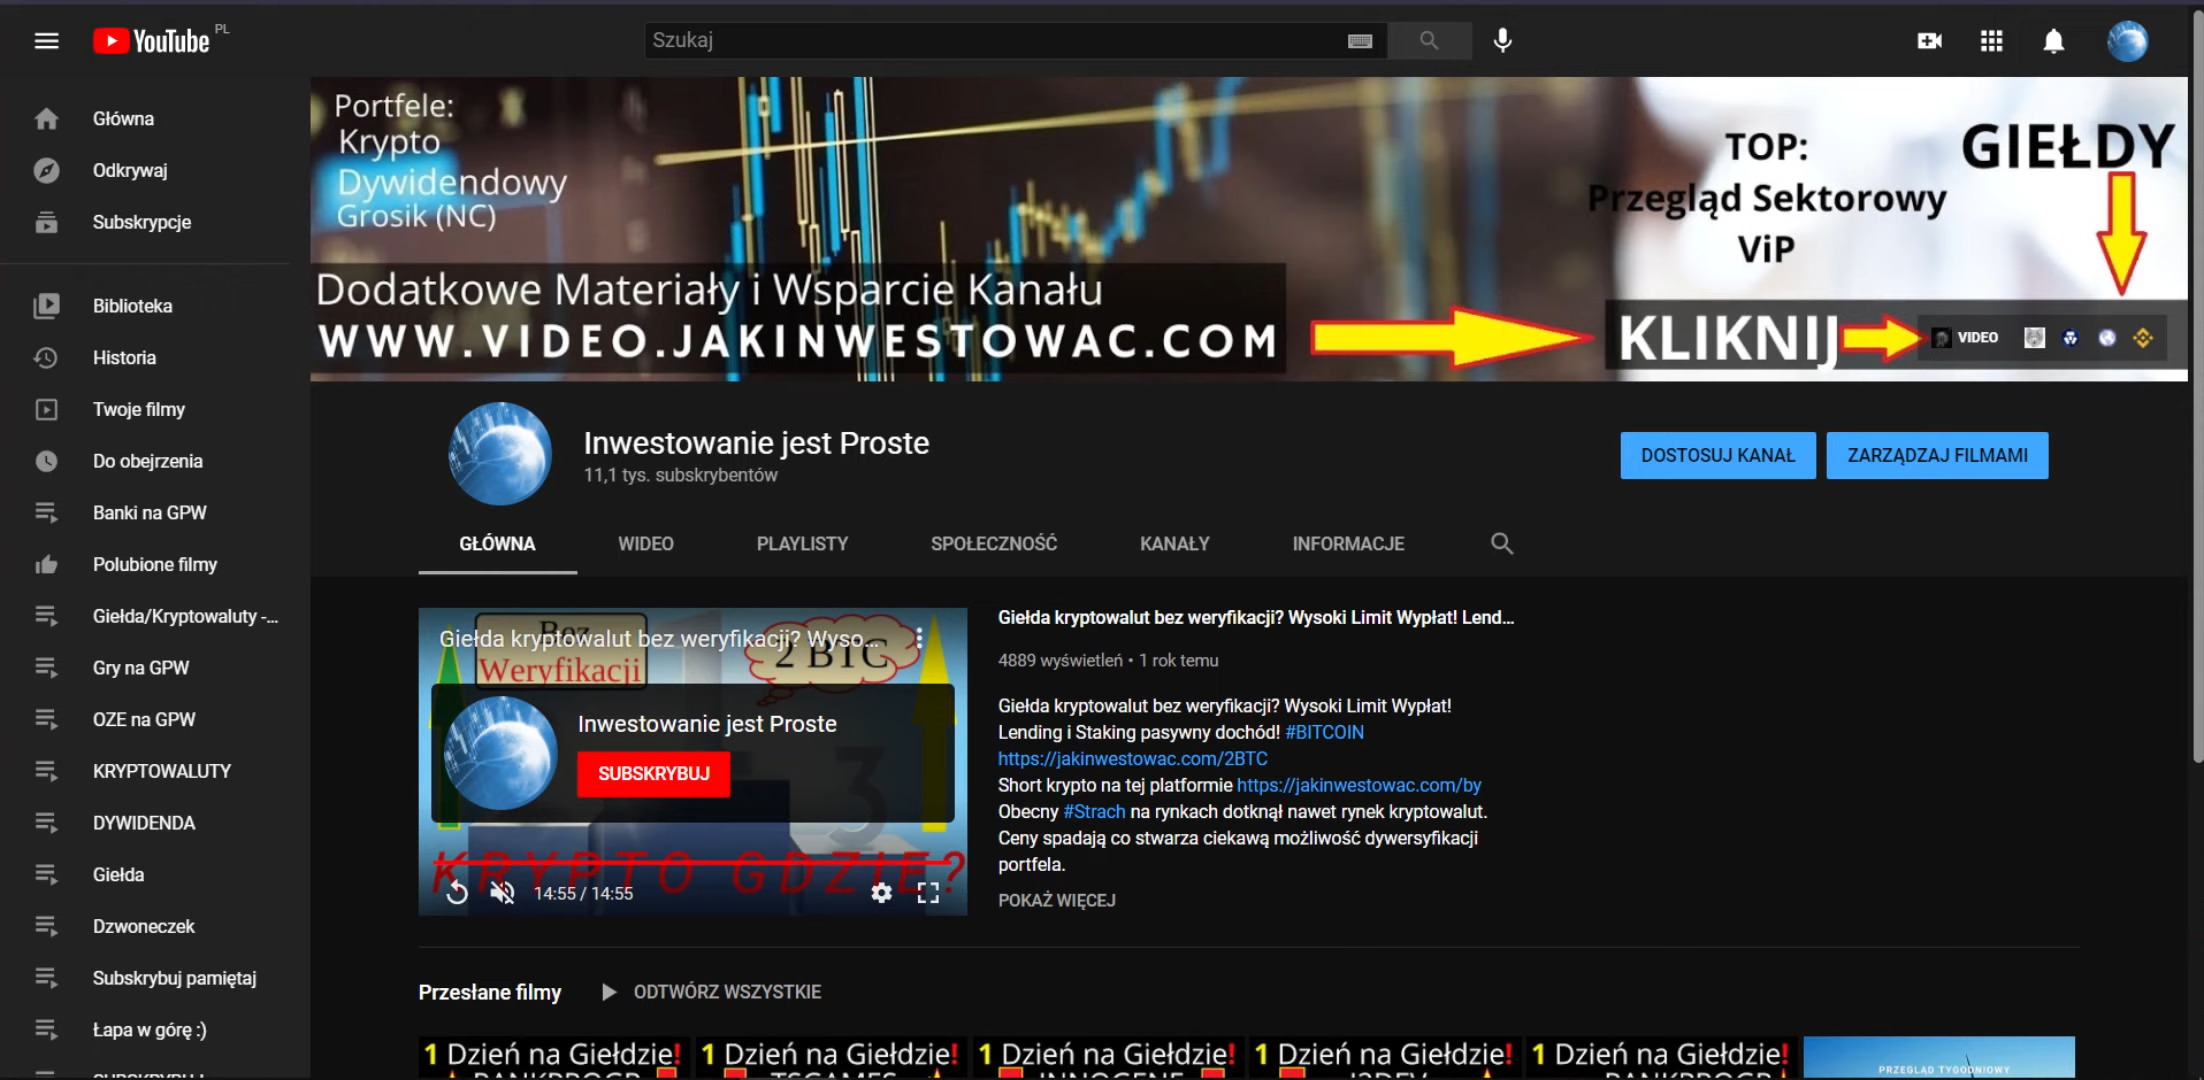 YouTube PL
Szukaj
Główna
Odkrywaj
Subskrypcje
Biblioteka
Historia
Twoje filmy
Do obejrzenia
Banki na GPW
Polubione filmy
Giełda/Kryptowaluty -...
Gry na GPW
OZE na GPW
KRYPTOWALUTY
DYWIDENDA
Giełda
Dzwoneczek
Subskrybuj pamiętaj
Łapa w górę :)
Portfele:
Krypto
Dywidendowy
Grosik (NC)
Dodatkowe Materiały i Wsparcie Kanału
WWW.VIDEO.JAKINWESTOWAC.COM
TOP:
Przegląd Sektorowy
ViP
GIEŁDY
KLIKNIJ
VIDEO
Inwestowanie jest Proste
11,1 tys. subskrybentów
DOSTOSUJ KANAŁ
ZARZĄDZAJ FILMAMI
GŁÓWNA
WIDEO
PLAYLISTY
SPOŁECZNOŚĆ
KANAŁY
INFORMACJE
Giełda kryptowalut bez weryfikacji? Wyso...
Bez
Weryfikacji
2 BTC
Inwestowanie jest Proste
SUBSKRYBUJ
3
KRYPTO GDZIE?
14:55 / 14:55
Giełda kryptowalut bez weryfikacji? Wysoki Limit Wypłat! Lend...
4889 wyświetleń • 1 rok temu
Giełda kryptowalut bez weryfikacji? Wysoki Limit Wypłat!
Lending i Staking pasywny dochód! #BITCOIN
https://jakinwestowac.com/2BTC
Short krypto na tej platformie https://jakinwestowac.com/by
Obecny #Strach na rynkach dotknął nawet rynek kryptowalut.
Ceny spadają co stwarza ciekawą możliwość dywersyfikacji
portfela.
POKAŻ WIĘCEJ
Przesłane filmy
ODTWÓRZ WSZYSTKIE
1 Dzień na Giełdzie!
1 Dzień na Giełdzie!
1 Dzień na Giełdzie!
1 Dzień na Giełdzie!
1 Dzień na Giełdzie!
PRZEGLĄD TYGODNIOWY